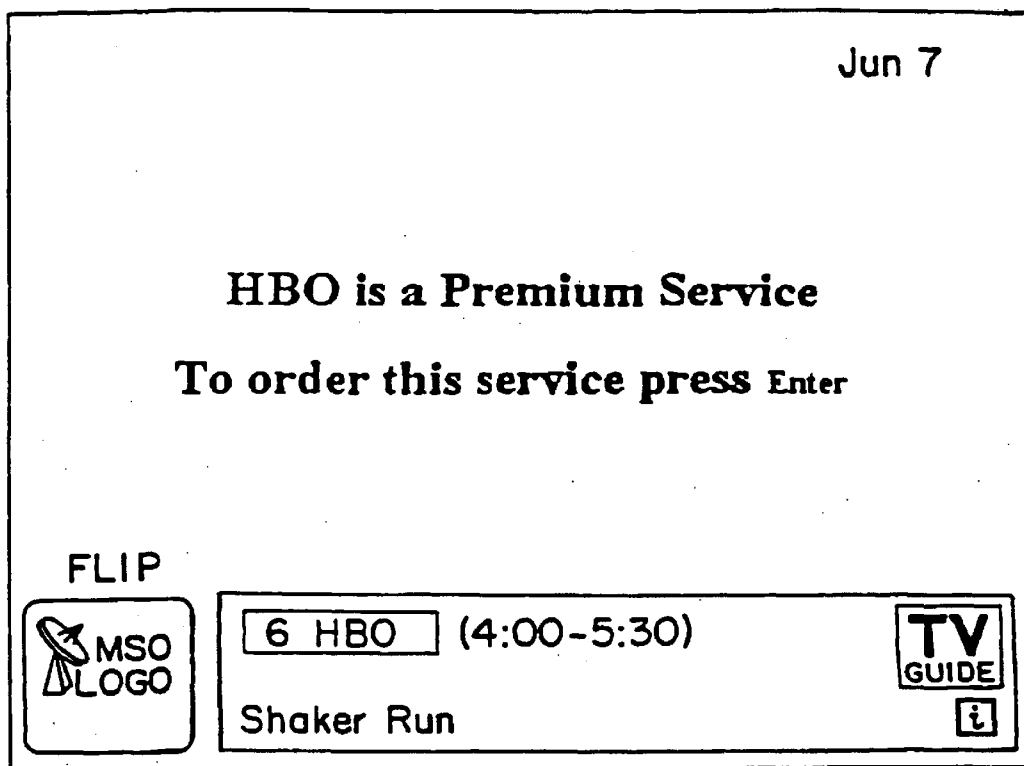 Jun 7
HBO is a Premium Service
To order this service press Enter
FLIP
MSO
LOGO
6 HBO (4:00-5:30)
TV
GUIDE
Shaker Run
i